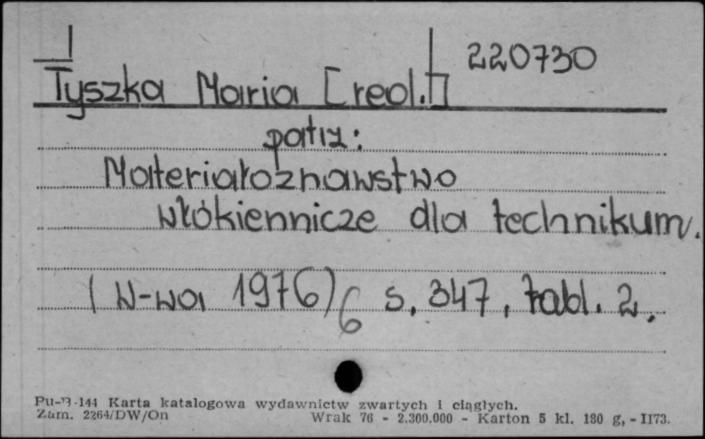 Tyszka Maria [red.] 220730
patrz:
Materiałoznawstwo
włókiennicze dla technikum.
(W-wa 1976)6 s. 347, tabl. 2.
Pu-B-144 Karta katalogowa wydawnictw zwartych i ciągłych.
Zam. 2264/DW/On Wrak 76 - 2.300.000 - Karton 5 kl. 180 g, - II73.